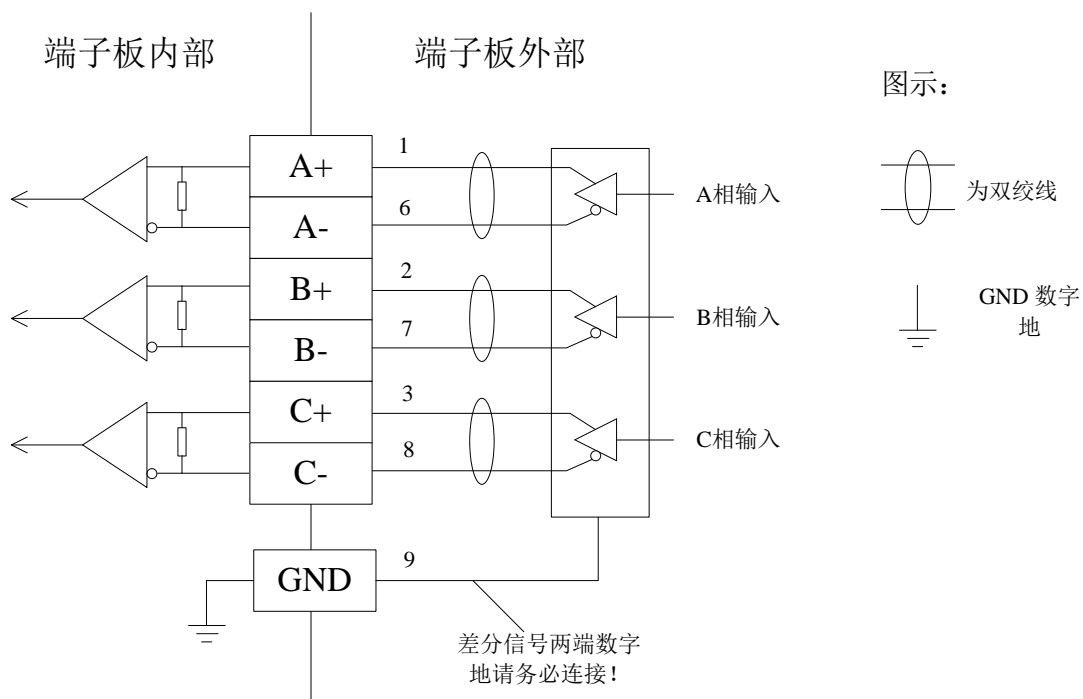 端子板内部
端子板外部
图示：
A+
1
A-
6
A相输入
为双绞线
B+
2
B-
7
B相输入
GND 数字
地
C+
3
C-
8
C相输入
GND
9
差分信号两端数字
地请务必连接！